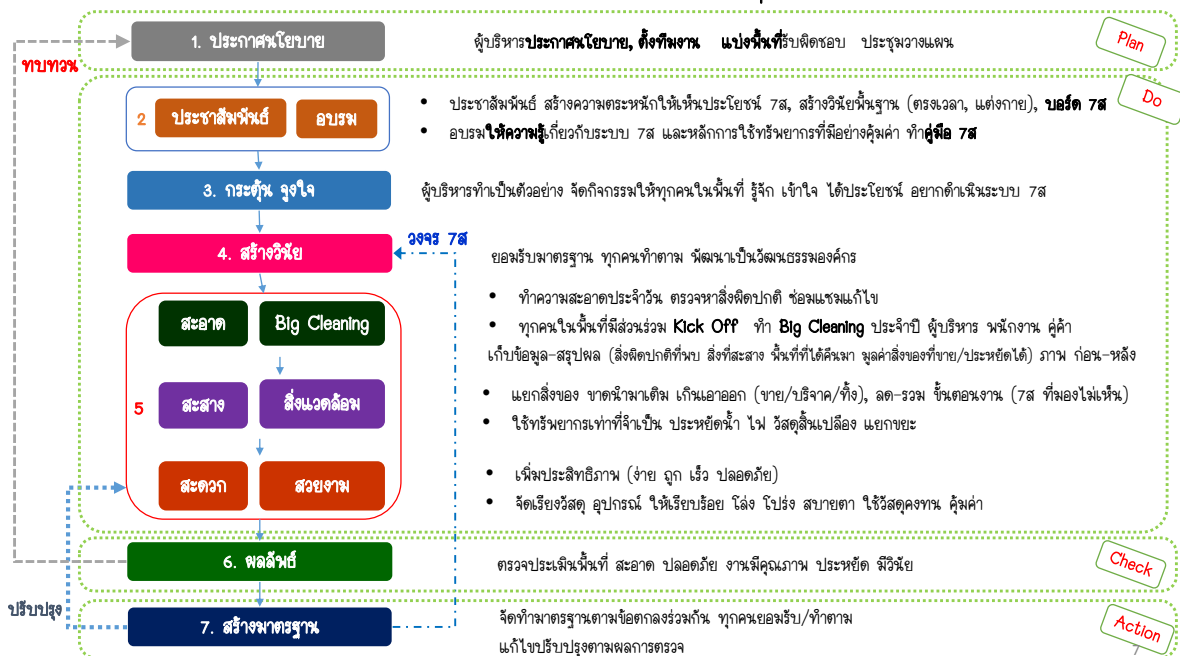 1. ประกาศนโยบาย
ผู้บริหารประกาศนโยบาย, ตั้งทีมงาน แบ่งพื้นที่รับผิดชอบ ประชุมวางแผน
Plan
ทบทวน
2 ประชาสัมพันธ์ อบรม
• ประชาสัมพันธ์ สร้างความตระหนักให้เห็นประโยชน์ 7ส, สร้างวินัยพื้นฐาน (ตรงเวลา, แต่งกาย), บอร์ด 7ส
• อบรมให้ความรู้เกี่ยวกับระบบ 7ส และหลักการใช้ทรัพยากรที่มีอย่างคุ้มค่า ทำคู่มือ 7ส
Do
3. กระตุ้น จูงใจ
ผู้บริหารทำเป็นตัวอย่าง จัดกิจกรรมให้ทุกคนในพื้นที่ รู้จัก เข้าใจ ได้ประโยชน์ อยากดำเนินระบบ 7ส
4. สร้างวินัย
วงจร 7ส
ยอมรับมาตรฐาน ทุกคนทำตาม พัฒนาเป็นวัฒนธรรมองค์กร
5
สะอาด Big Cleaning
• ทำความสะอาดประจำวัน ตรวจหาสิ่งผิดปกติ ซ่อมแซมแก้ไข
• ทุกคนในพื้นที่มีส่วนร่วม Kick Off ทำ Big Cleaning ประจำปี ผู้บริหาร พนักงาน คู่ค้า
เก็บข้อมูล-สรุปผล (สิ่งผิดปกติที่พบ สิ่งที่สะสาง พื้นที่ที่ได้คืนมา มูลค่าสิ่งของที่ขาย/ประหยัดได้) ภาพ ก่อน-หลัง
สะสาง สิ่งแวดล้อม
• แยกสิ่งของ ขาดนำมาเติม เกินเอาออก (ขาย/บริจาค/ทิ้ง), ลด-รวม ขั้นตอนงาน (7ส ที่มองไม่เห็น)
• ใช้ทรัพยากรเท่าที่จำเป็น ประหยัดน้ำ ไฟ วัสดุสิ้นเปลือง แยกขยะ
สะดวก สวยงาม
• เพิ่มประสิทธิภาพ (ง่าย ถูก เร็ว ปลอดภัย)
• จัดเรียงวัสดุ อุปกรณ์ ให้เรียบร้อย โล่ง โปร่ง สบายตา ใช้วัสดุคงทน คุ้มค่า
6. ผลลัพธ์
ตรวจประเมินพื้นที่ สะอาด ปลอดภัย งานมีคุณภาพ ประหยัด มีวินัย
Check
ปรับปรุง
7. สร้างมาตรฐาน
จัดทำมาตรฐานตามข้อตกลงร่วมกัน ทุกคนยอมรับ/ทำตาม
แก้ไขปรับปรุงตามผลการตรวจ
Action